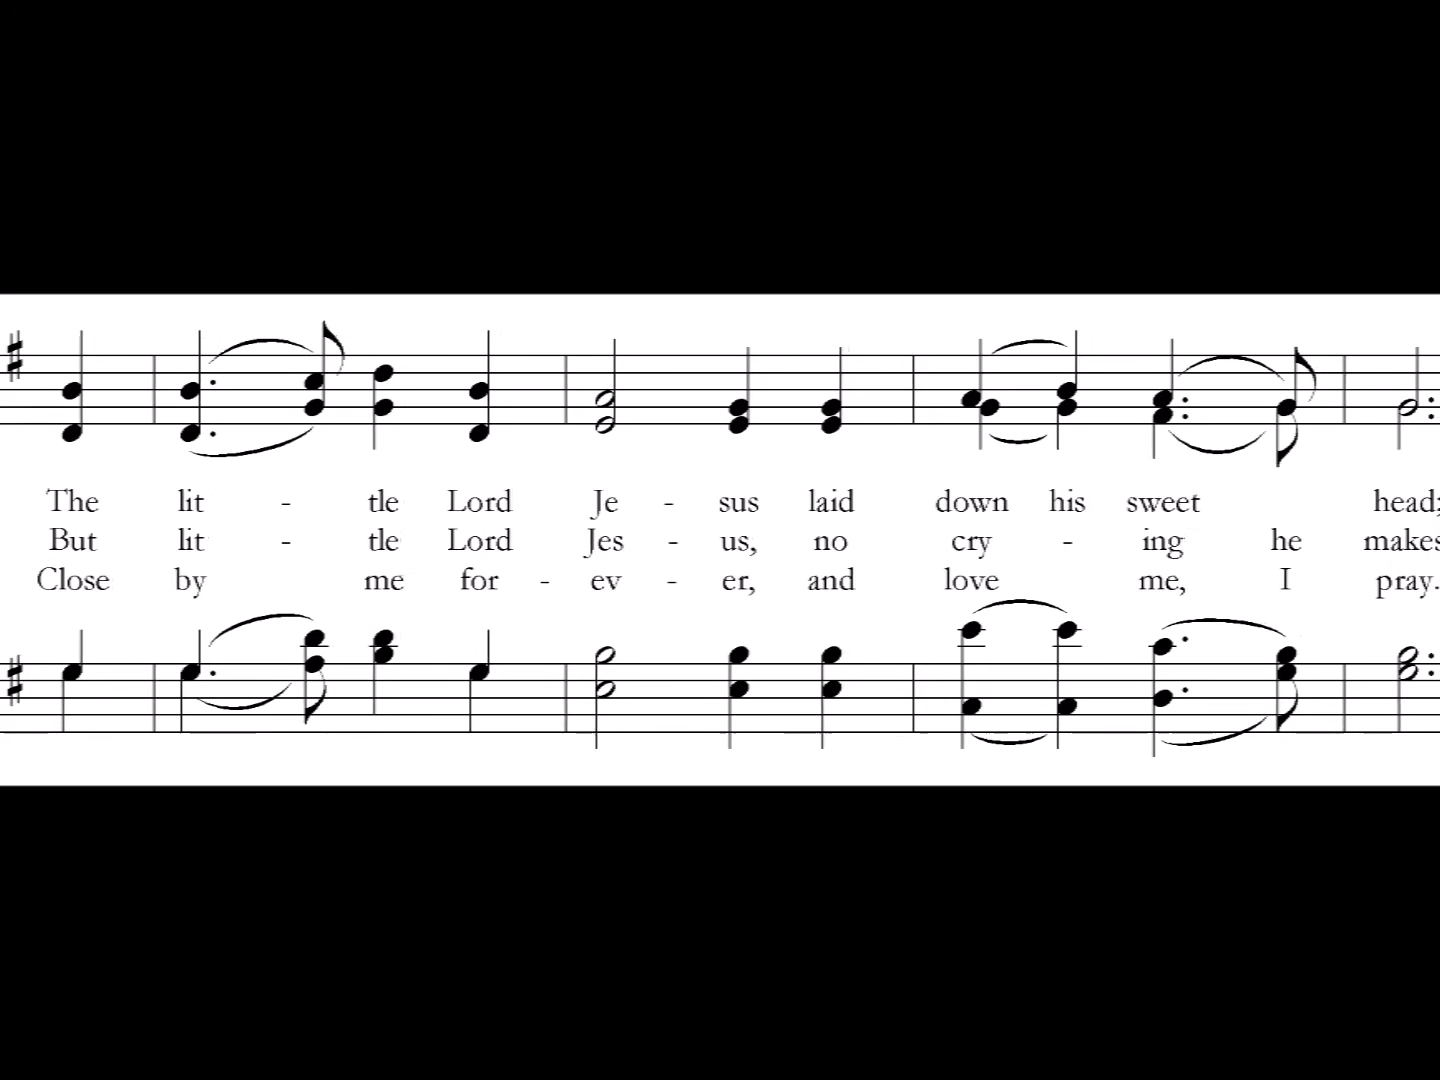 The lit - tle Lord Je - sus laid down his sweet head;
But lit - tle Lord Jes - us, no cry - ing he makes
Close by me for - ev - er, and love me, I pray.